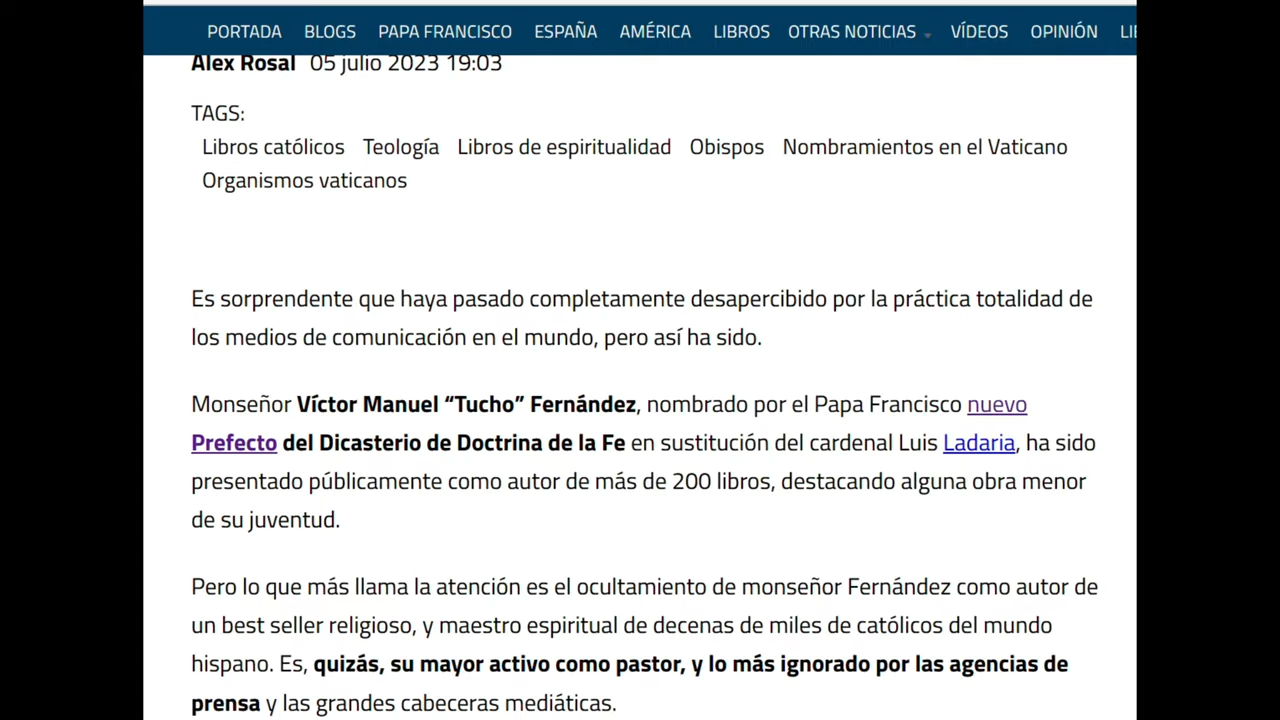 PORTADA BLOGS PAPA FRANCISCO ESPAÑA AMÉRICA LIBROS OTRAS NOTICIAS VÍDEOS OPINIÓN
Alex Rosal 05 julio 2023 19:03
TAGS:
Libros católicos Teología Libros de espiritualidad Obispos Nombramientos en el Vaticano
Organismos vaticanos
Es sorprendente que haya pasado completamente desapercibido por la práctica totalidad de
los medios de comunicación en el mundo, pero así ha sido.
Monseñor Víctor Manuel “Tucho” Fernández, nombrado por el Papa Francisco nuevo
Prefecto del Dicasterio de Doctrina de la Fe en sustitución del cardenal Luis Ladaria, ha sido
presentado públicamente como autor de más de 200 libros, destacando alguna obra menor
de su juventud.
Pero lo que más llama la atención es el ocultamiento de monseñor Fernández como autor de
un best seller religioso, y maestro espiritual de decenas de miles de católicos del mundo
hispano. Es, quizás, su mayor activo como pastor, y lo más ignorado por las agencias de
prensa y las grandes cabeceras mediáticas.